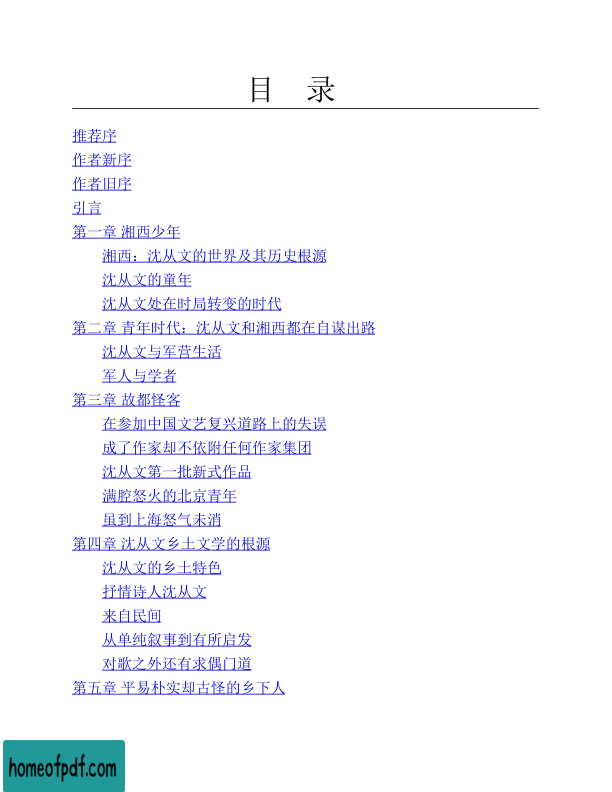 目 录
推荐序
作者新序
作者旧序
引言
第一章 湘西少年
湘西：沈从文的世界及其历史根源
沈从文的童年
沈从文处在时局转变的时代
第二章 青年时代：沈从文和湘西都在自谋出路
沈从文与军营生活
军人与学者
第三章 故都怪客
在参加中国文艺复兴道路上的失误
成了作家却不依附任何作家集团
沈从文第一批新式作品
满腔怒火的北京青年
虽到上海怒气未消
第四章 沈从文乡土文学的根源
沈从文的乡土特色
抒情诗人沈从文
来自民间
从单纯叙事到有所启发
对歌之外还有求偶门道
第五章 平易朴实却古怪的乡下人
homeofpdf.com